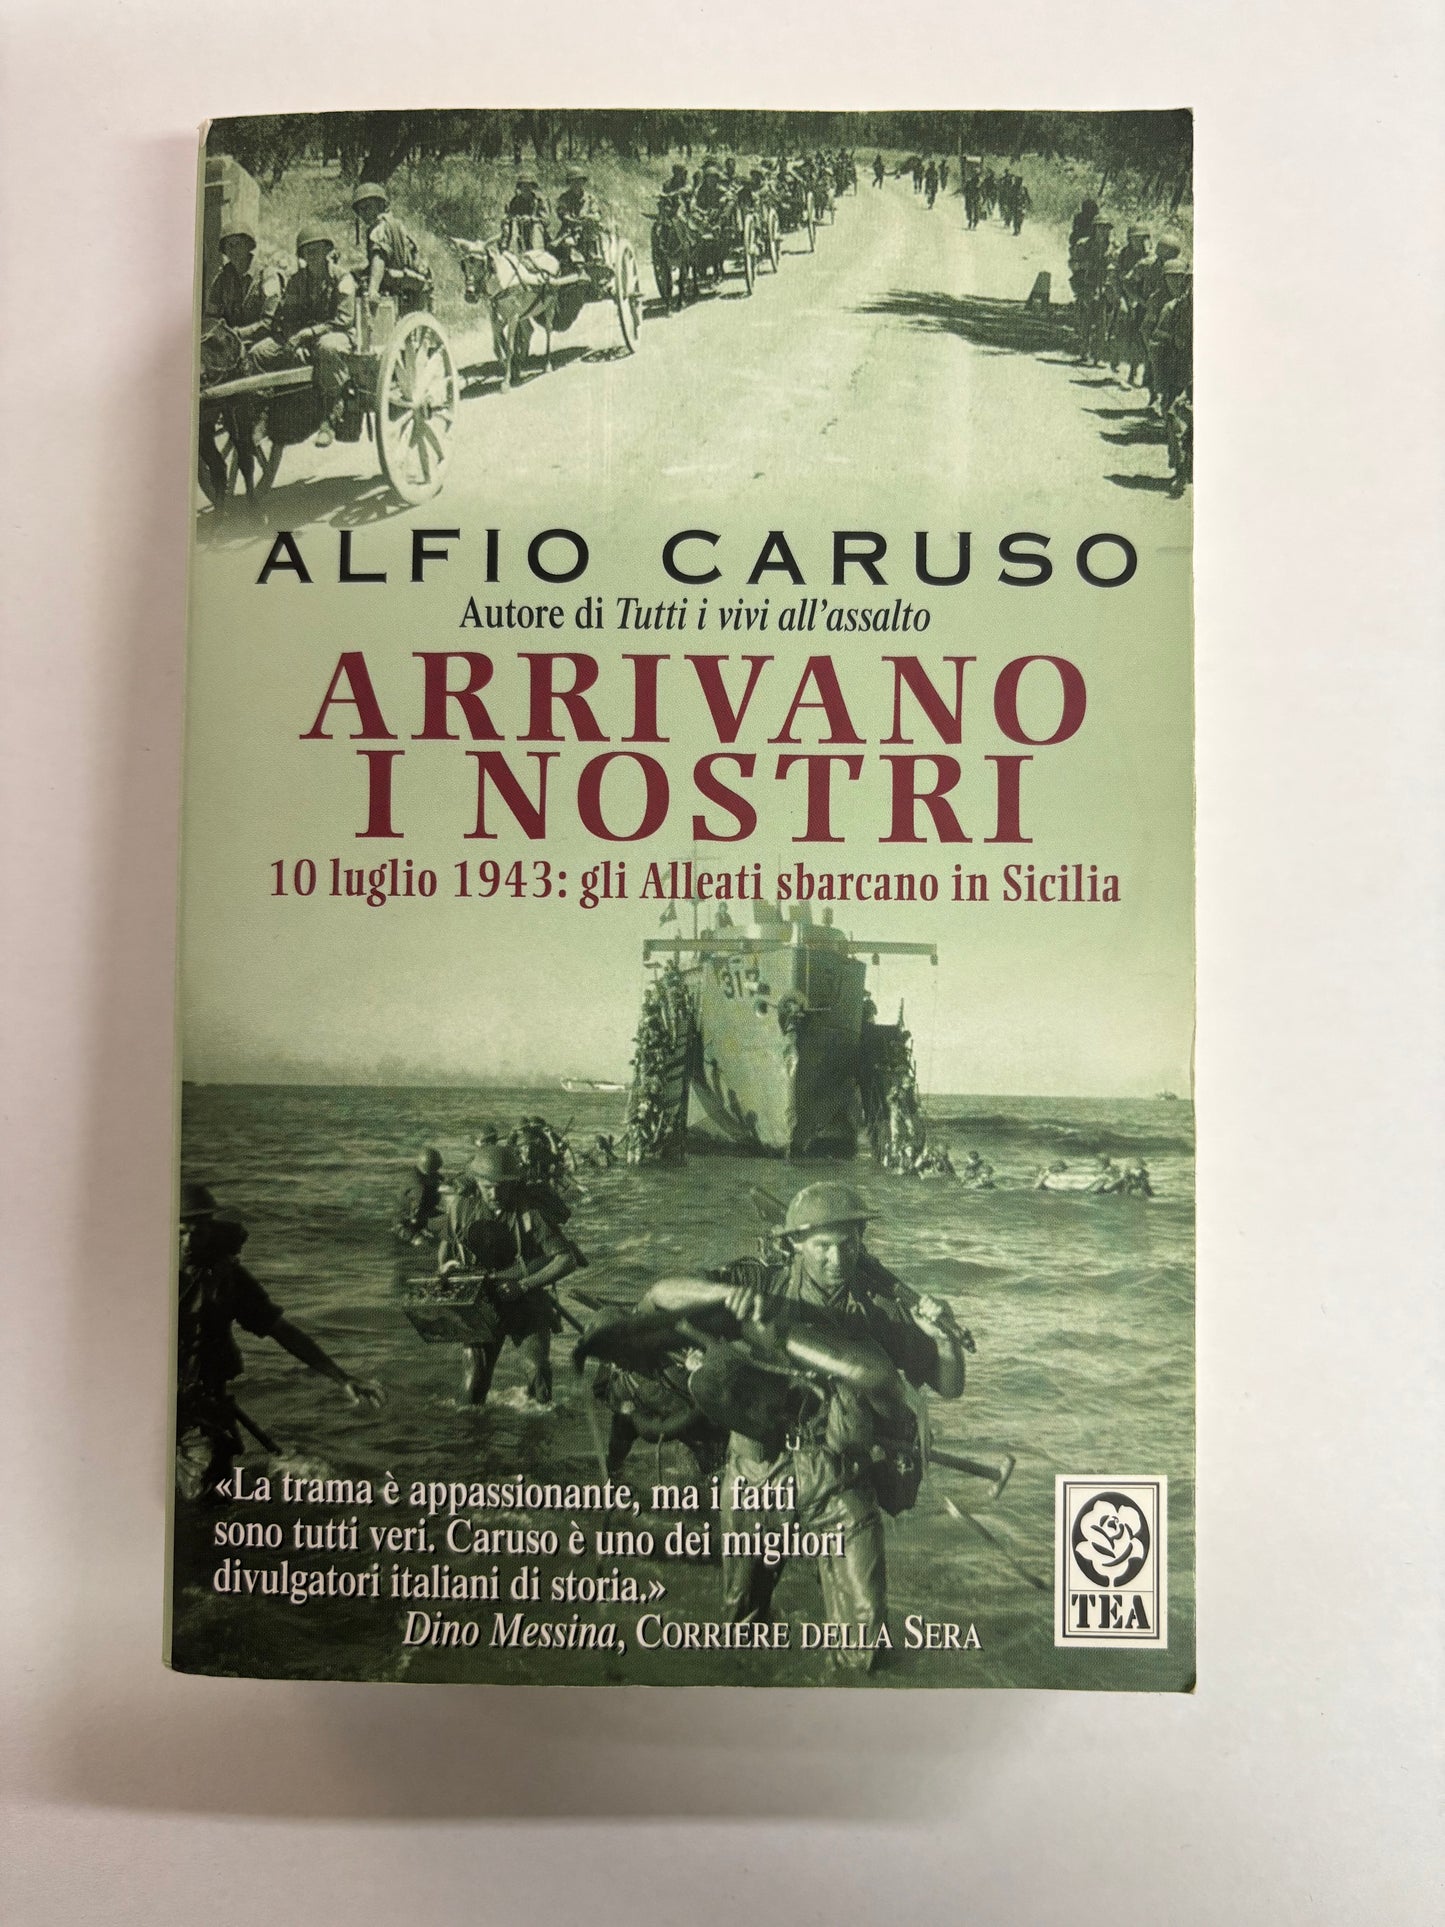 ALFIO CARUSO
Autore di Tutti i vivi all'assalto
ARRIVANO
I NOSTRI
10 luglio 1943: gli Alleati sbarcano in Sicilia
317
«La trama è appassionante, ma i fatti
sono tutti veri. Caruso è uno dei migliori
divulgatori italiani di storia.»
Dino Messina, CORRIERE DELLA SERA
TEA